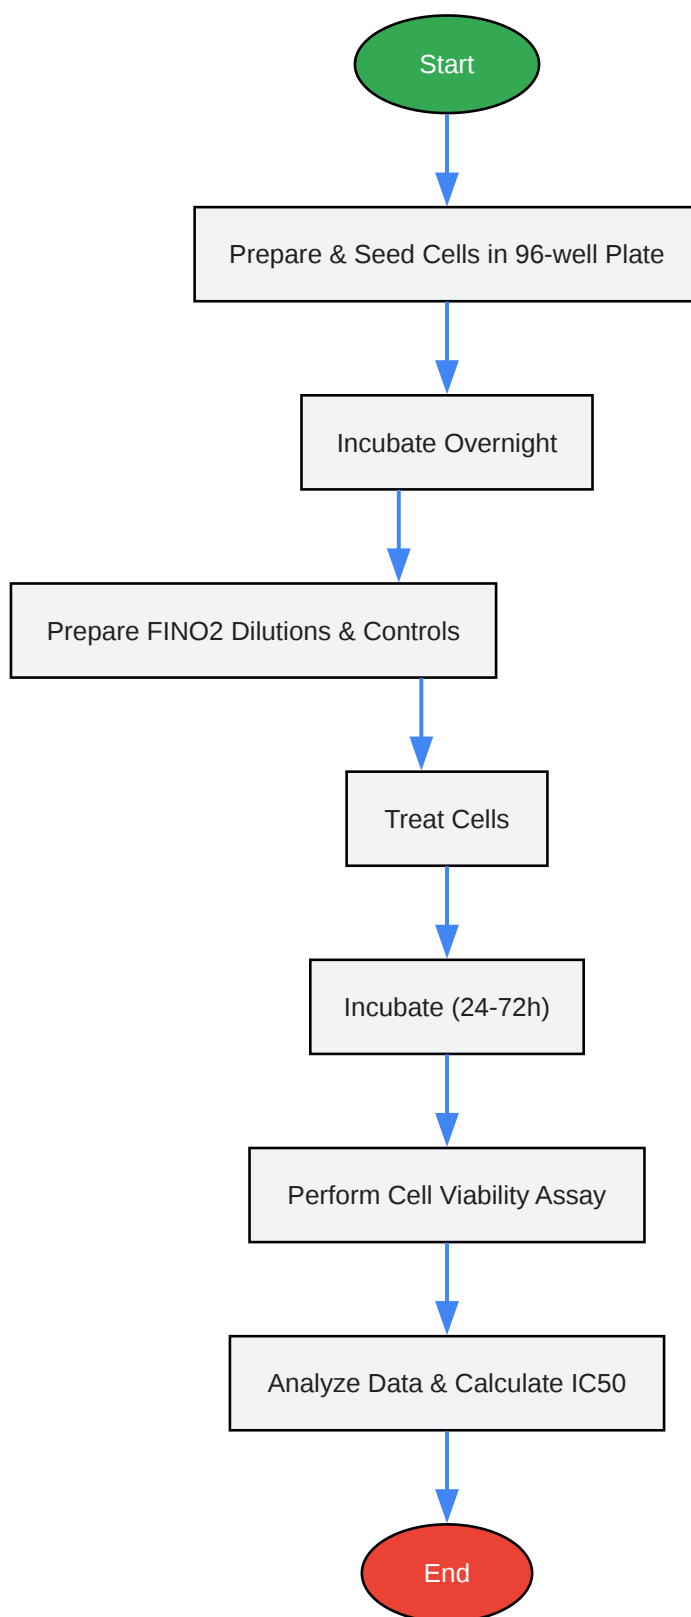 Start
Prepare & Seed Cells in 96-well Plate
Incubate Overnight
Prepare FINO2 Dilutions & Controls
Treat Cells
Incubate (24-72h)
Perform Cell Viability Assay
Analyze Data & Calculate IC50
End